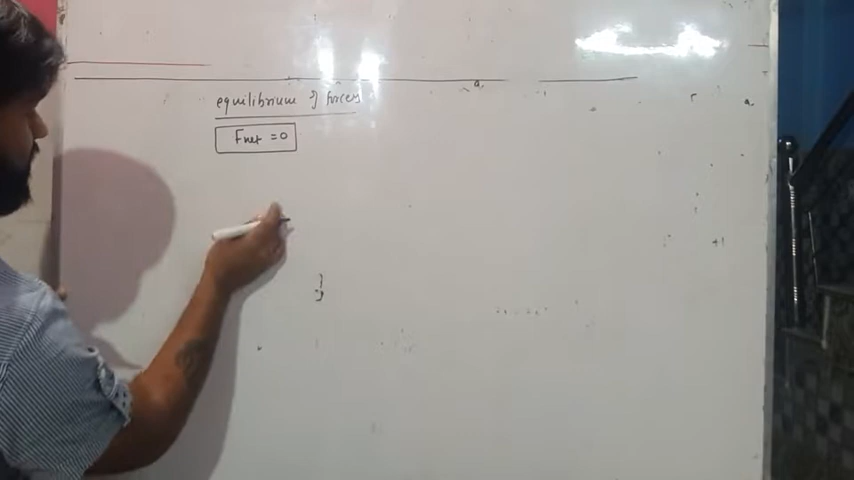 equilibrium of forces
Fnet = 0